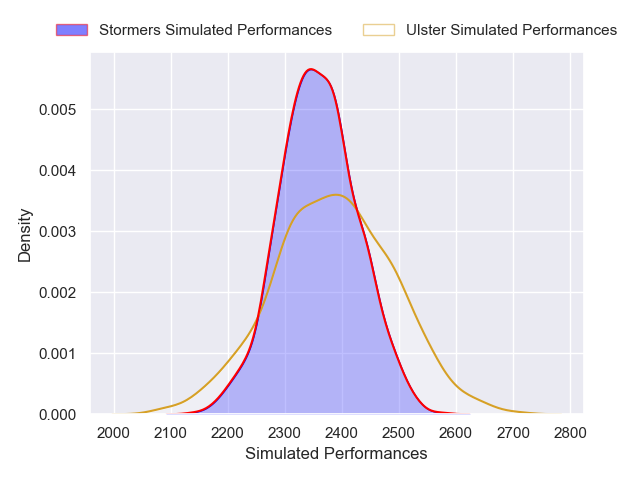 Stormers Simulated Performances Ulster Simulated Performances
0.005
0.004
0.003
0.002
0.001
0.000
Density
2000 2100 2200 2300 2400 2500 2600 2700 2800
Simulated Performances